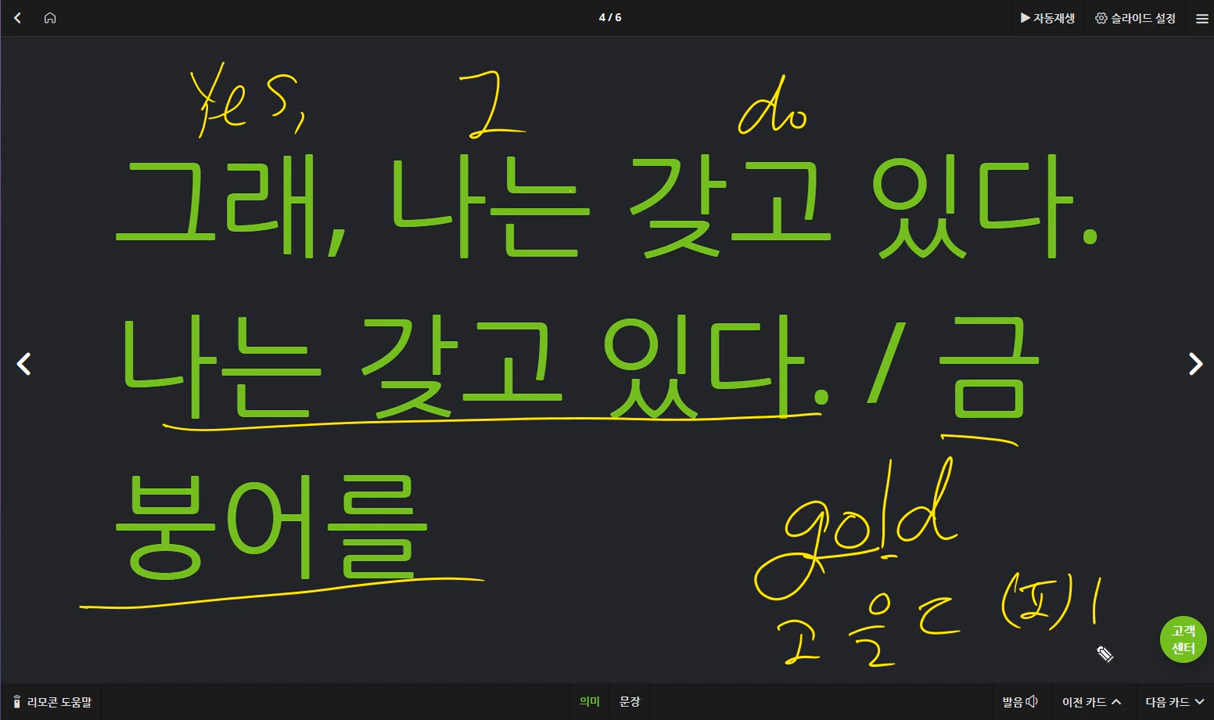 4 / 6
자동재생
슬라이드 설정
Yes, I do
그래, 나는 갖고 있다.
나는 갖고 있다. / 금
붕어를
gold
고객
센터
리모콘 도움말
의미
문장
발음
이전 카드
다음 카드